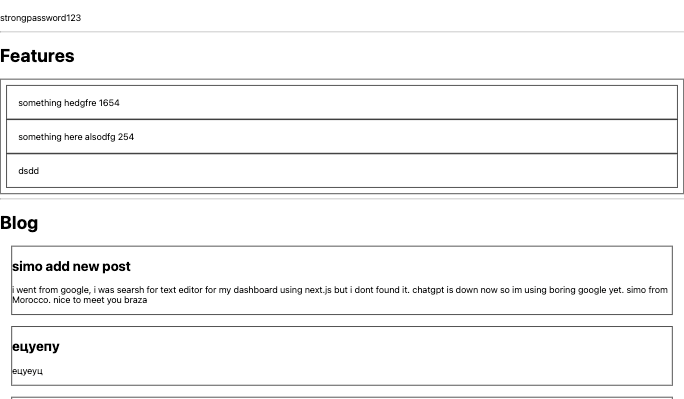 strongpassword123
Features
something hedgfre 1654
something here alsodfg 254
dsdd
Blog
simo add new post
i went from google, i was searsh for text editor for my dashboard using next.js but i dont found it. chatgpt is down now so im using boring google yet. simo from
Morocco. nice to meet you braza
ецуепу
ецуеуц